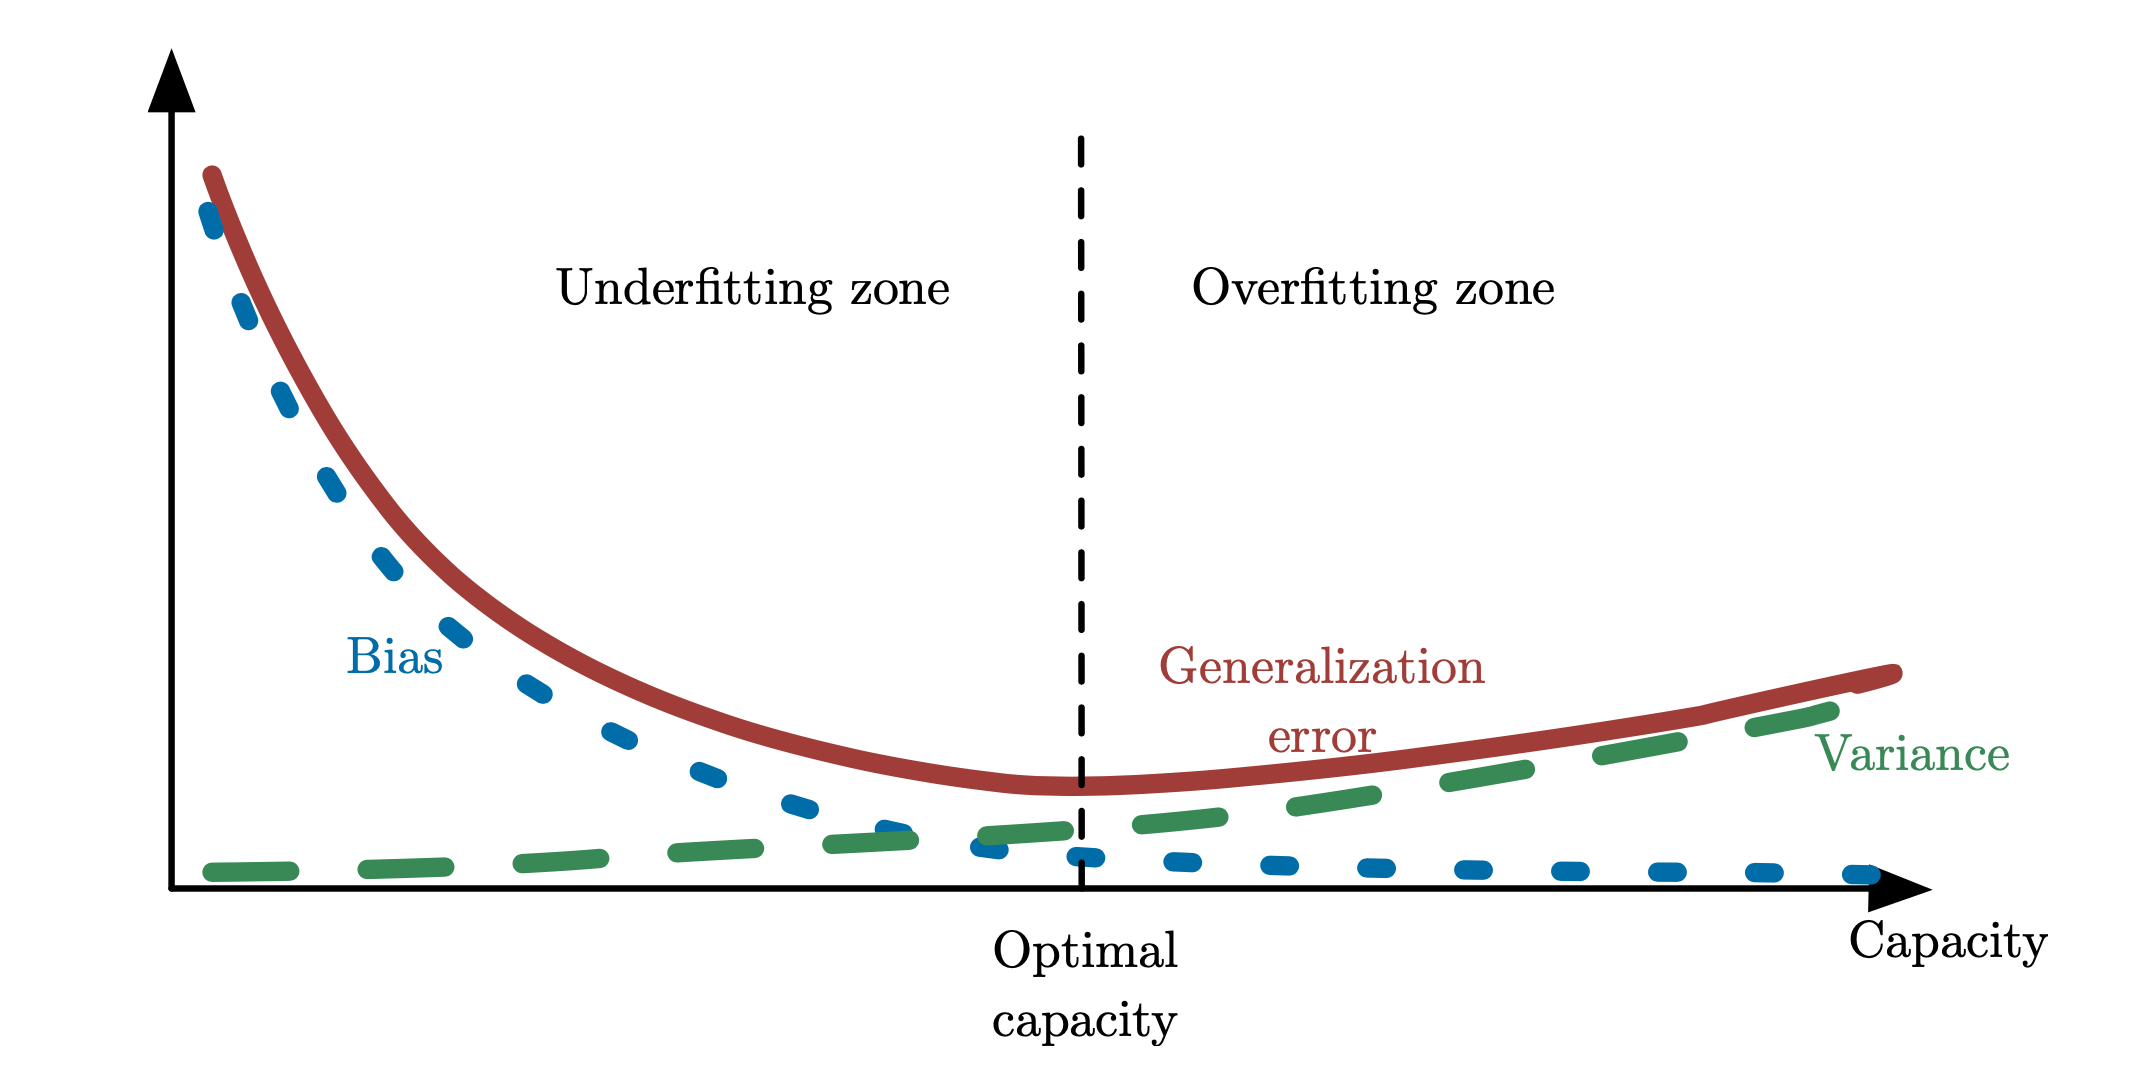 Underfitting zone
Overfitting zone
Bias
Generalization
error
Variance
Capacity
Optimal
capacity